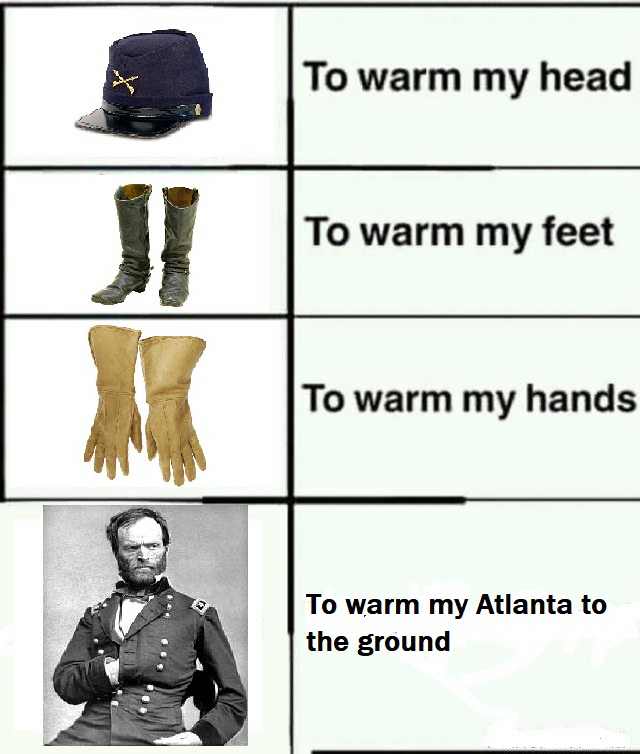 To warm my head
To warm my feet
To warm my hands
To warm my Atlanta to
the ground